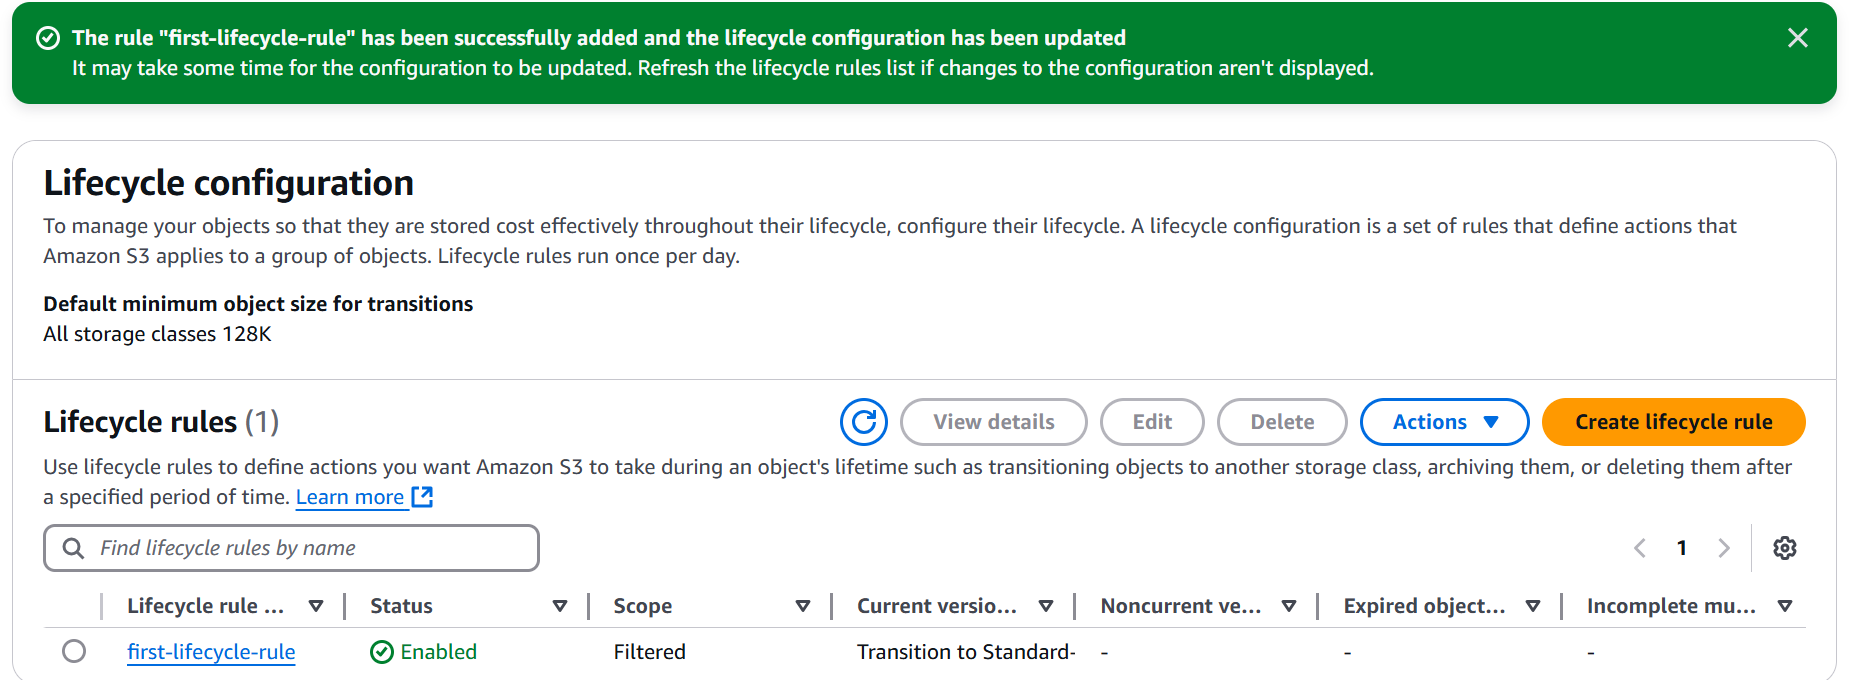 The rule "first-lifecycle-rule" has been successfully added and the lifecycle configuration has been updated
It may take some time for the configuration to be updated. Refresh the lifecycle rules list if changes to the configuration aren't displayed.
Lifecycle configuration
To manage your objects so that they are stored cost effectively throughout their lifecycle, configure their lifecycle. A lifecycle configuration is a set of rules that define actions that
Amazon S3 applies to a group of objects. Lifecycle rules run once per day.
Default minimum object size for transitions
All storage classes 128K
Lifecycle rules (1)
View details
Edit
Delete
Actions
Create lifecycle rule
Use lifecycle rules to define actions you want Amazon S3 to take during an object's lifetime such as transitioning objects to another storage class, archiving them, or deleting them after
a specified period of time. Learn more
Find lifecycle rules by name
1
Lifecycle rule ... Status Scope Current versio... Noncurrent ve... Expired object... Incomplete mu...
first-lifecycle-rule Enabled Filtered Transition to Standard- - - -